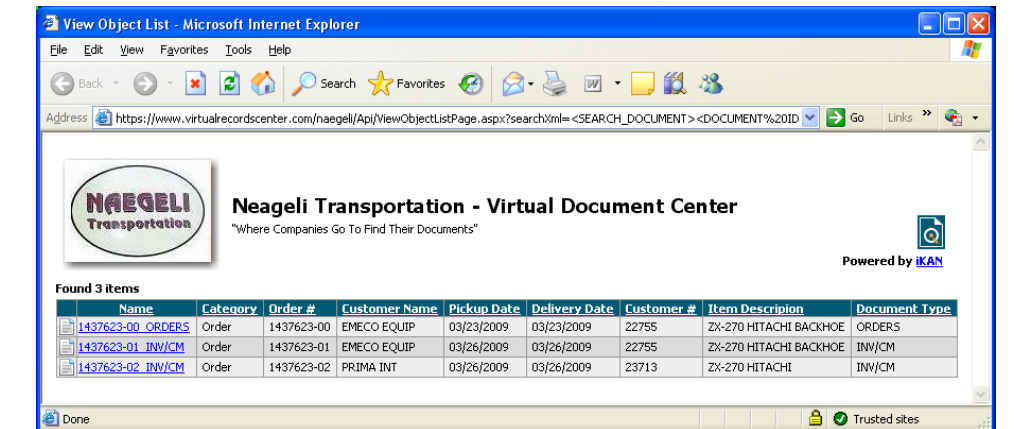 View Object List - Microsoft Internet Explorer
File Edit View Favorites Tools Help
Back Search Favorites
Address https://www.virtualrecordscenter.com/naegeli/Api/ViewObjectListPage.aspx?searchXml=<SEARCH_DOCUMENT><DOCUMENT%20ID Go Links »
NAEGELI
Transportation
Neageli Transportation - Virtual Document Center
"Where Companies Go To Find Their Documents"
Powered by iKAN
Found 3 items
Name Category Order # Customer Name Pickup Date Delivery Date Customer # Item Descripion Document Type
1437623-00 ORDERS Order 1437623-00 EMECO EQUIP 03/23/2009 03/23/2009 22755 ZX-270 HITACHI BACKHOE ORDERS
1437623-01 INV/CM Order 1437623-01 EMECO EQUIP 03/26/2009 03/26/2009 22755 ZX-270 HITACHI BACKHOE INV/CM
1437623-02 INV/CM Order 1437623-02 PRIMA INT 03/26/2009 03/26/2009 23713 ZX-270 HITACHI INV/CM
Done Trusted sites